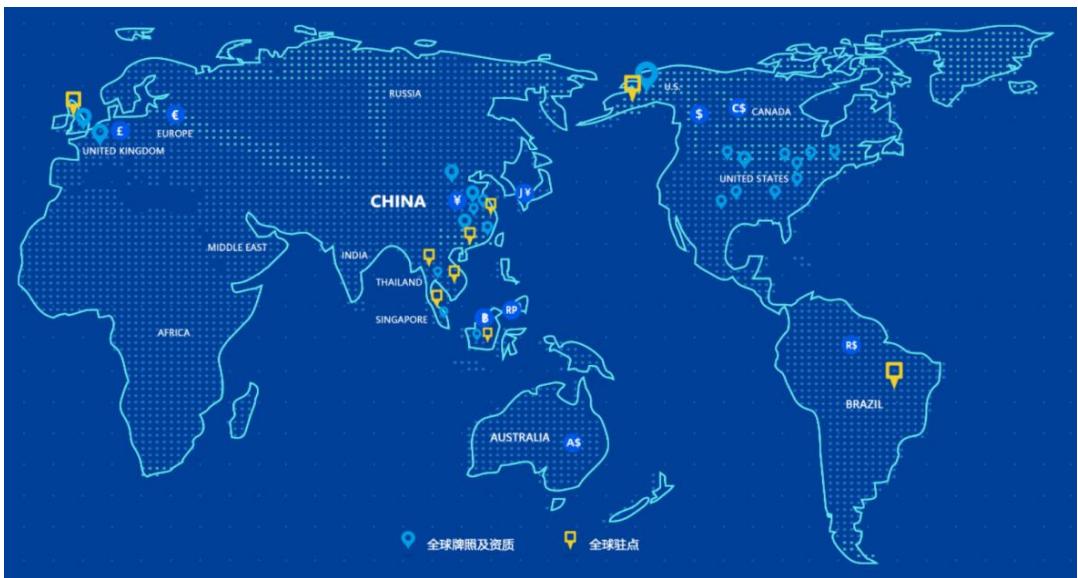 RUSSIA
U.S.
$
C$
CANADA
€
£
EUROPE
UNITED KINGDOM
UNITED STATES
CHINA
¥
J¥
MIDDLE EAST
INDIA
THAILAND
SINGAPORE
฿
RP
AFRICA
R$
BRAZIL
AUSTRALIA
A$
全球牌照及资质
全球驻点